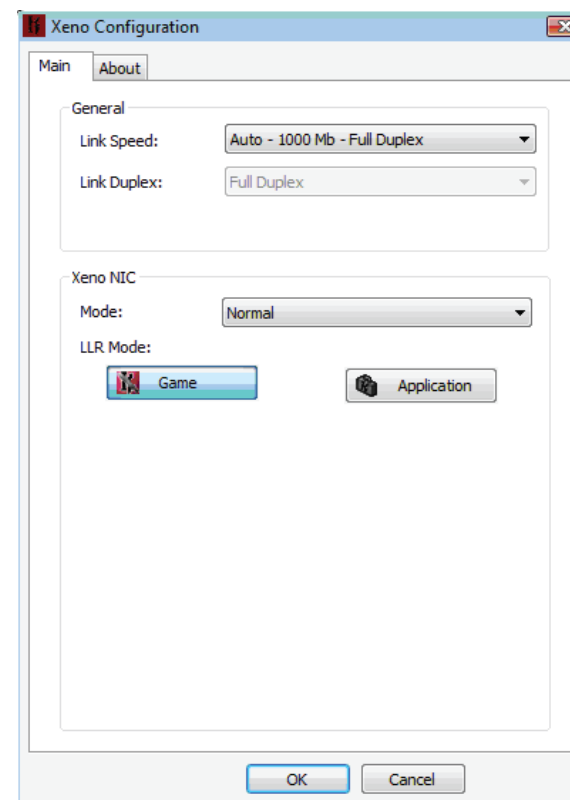 Xeno Configuration
Main About
General
Link Speed: Auto - 1000 Mb - Full Duplex
Link Duplex: Full Duplex
Xeno NIC
Mode: Normal
LLR Mode:
Game Application
OK Cancel